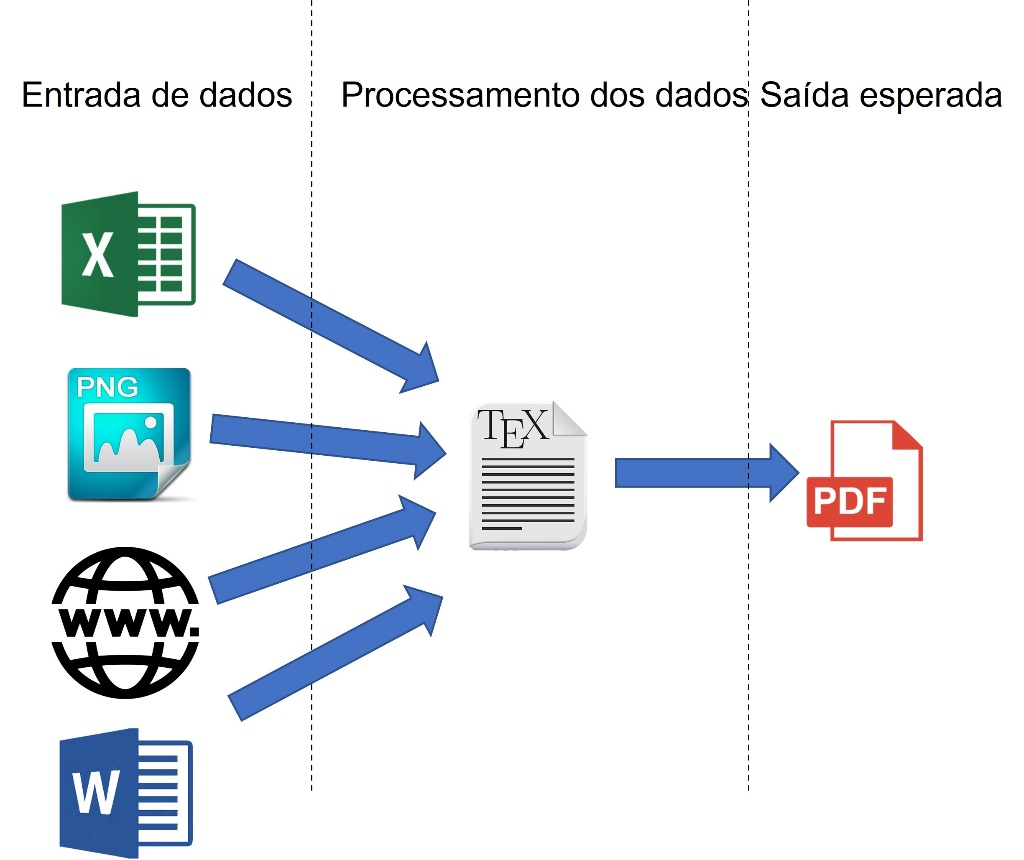 Entrada de dados
Processamento dos dados
Saída esperada
X
PNG
TEX
PDF
www.
W